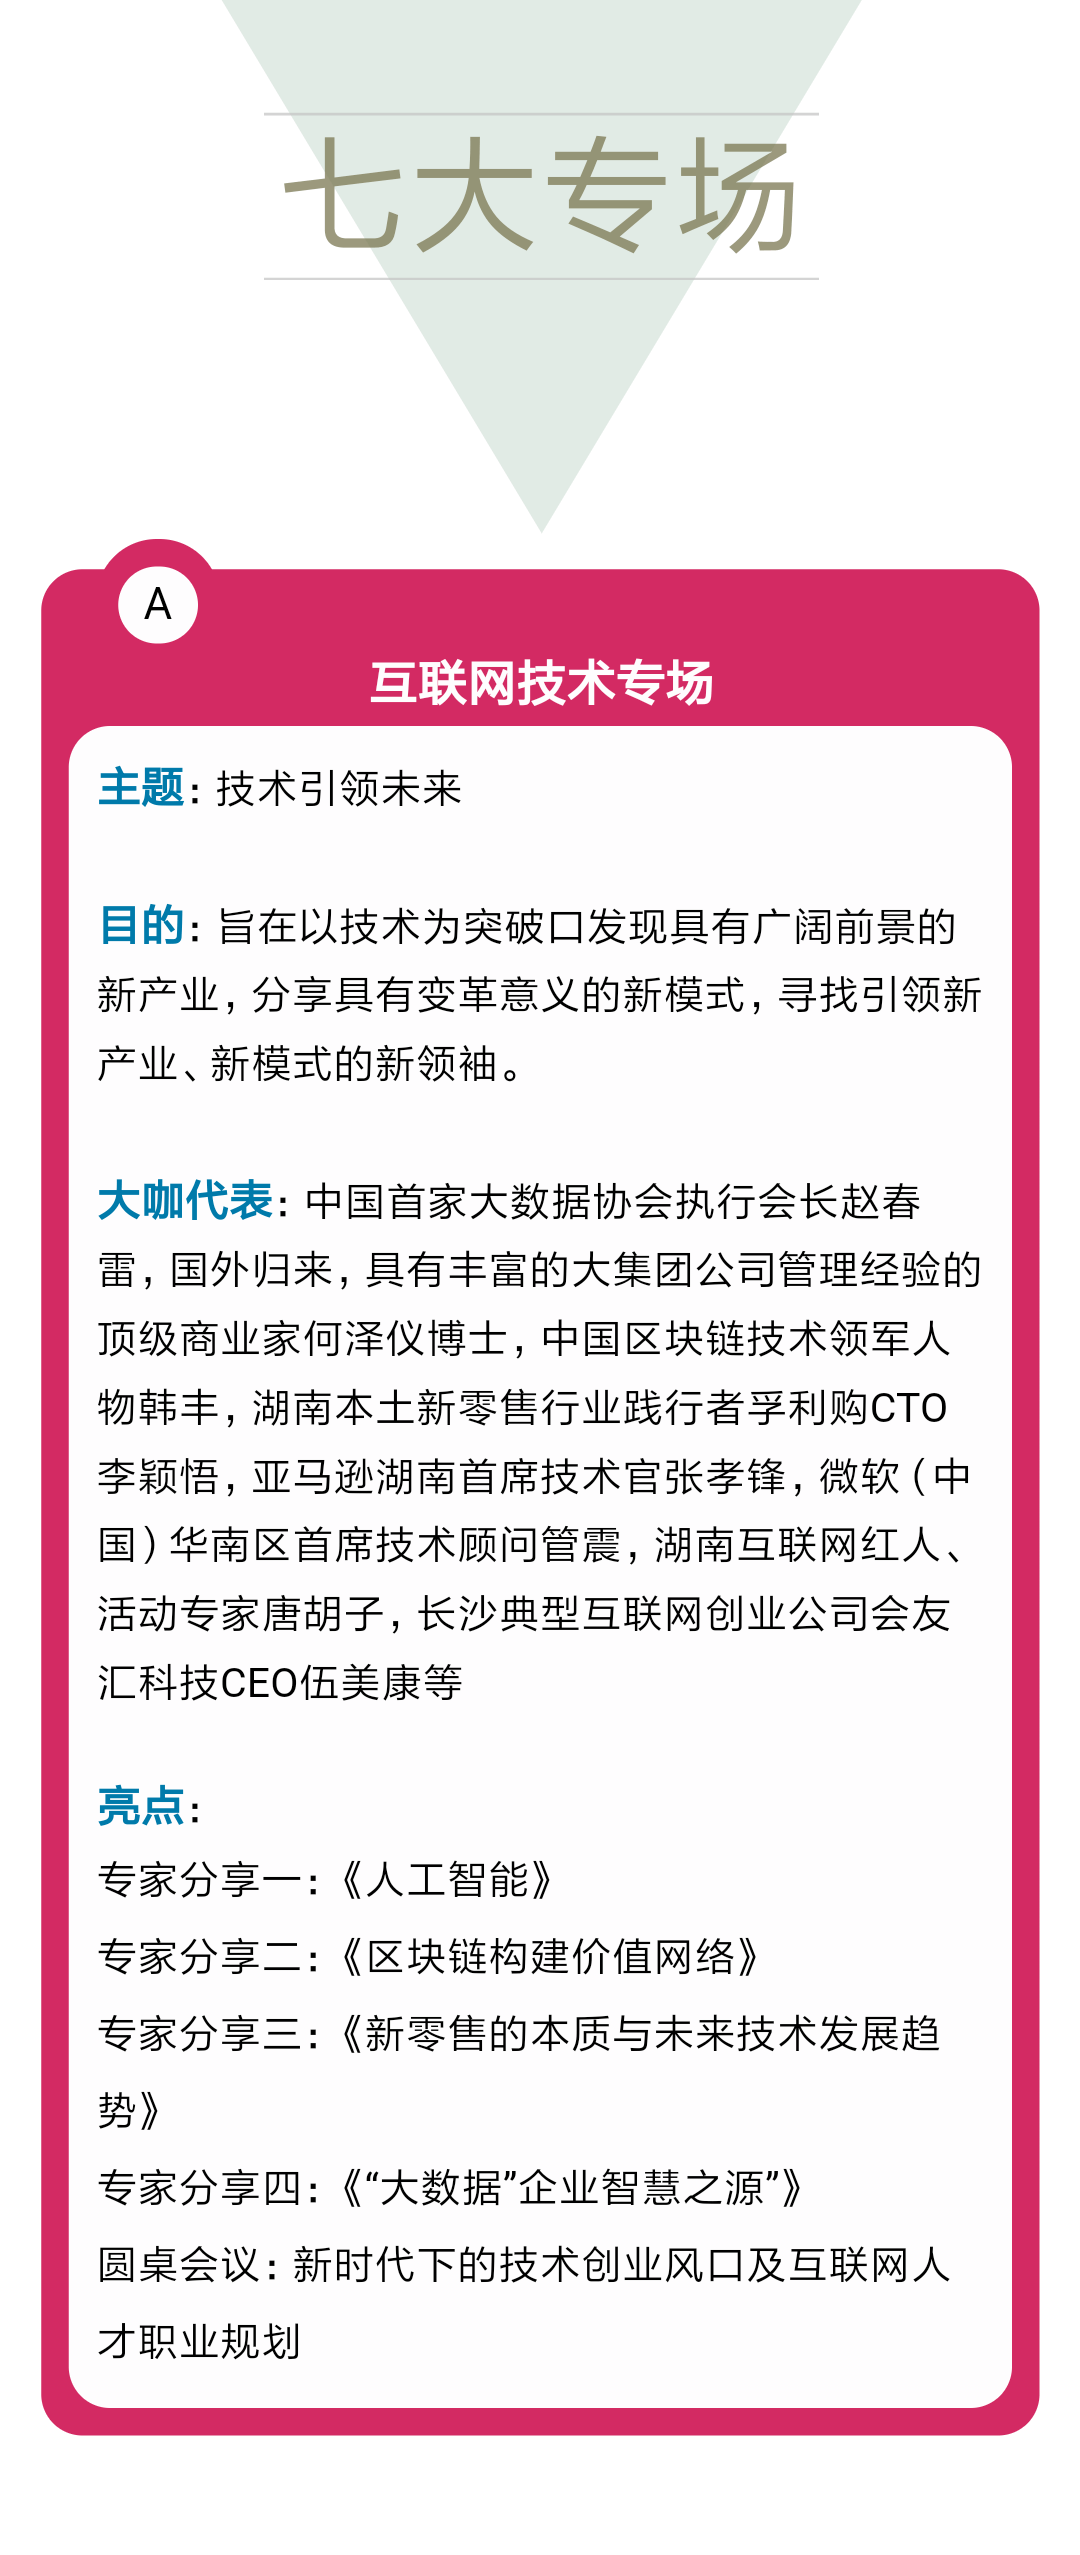 七大专场
A
互联网技术专场
主题：技术引领未来
目的：旨在以技术为突破口发现具有广阔前景的
新产业，分享具有变革意义的新模式，寻找引领新
产业、新模式的新领袖。
大咖代表：中国首家大数据协会执行会长赵春
雷，国外归来，具有丰富的大集团公司管理经验的
顶级商业家何泽仪博士，中国区块链技术领军人
物韩丰，湖南本土新零售行业践行者孚利购CTO
李颖悟，亚马逊湖南首席技术官张孝锋，微软（中
国）华南区首席技术顾问管震，湖南互联网红人、
活动专家唐胡子，长沙典型互联网创业公司会友
汇科技CEO伍美康等
亮点：
专家分享一：《人工智能》
专家分享二：《区块链构建价值网络》
专家分享三：《新零售的本质与未来技术发展趋
势》
专家分享四：《“大数据”企业智慧之源”》
圆桌会议：新时代下的技术创业风口及互联网人
才职业规划